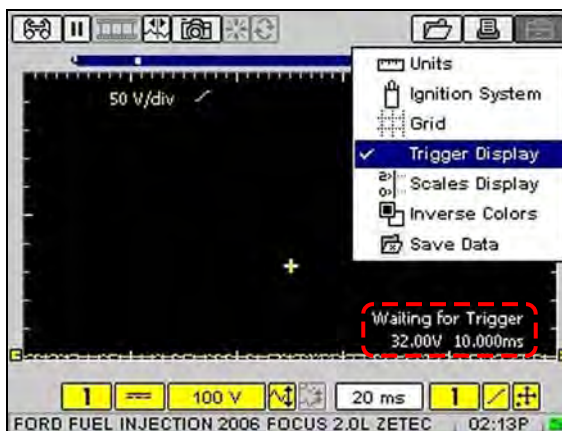 50 V/div
Units
Ignition System
Grid
Trigger Display
Scales Display
Inverse Colors
Save Data
Waiting for Trigger
32.00V 10.000ms
1 100 V 20 ms 1
FORD FUEL INJECTION 2006 FOCUS 2.0L ZETEC 02:13P